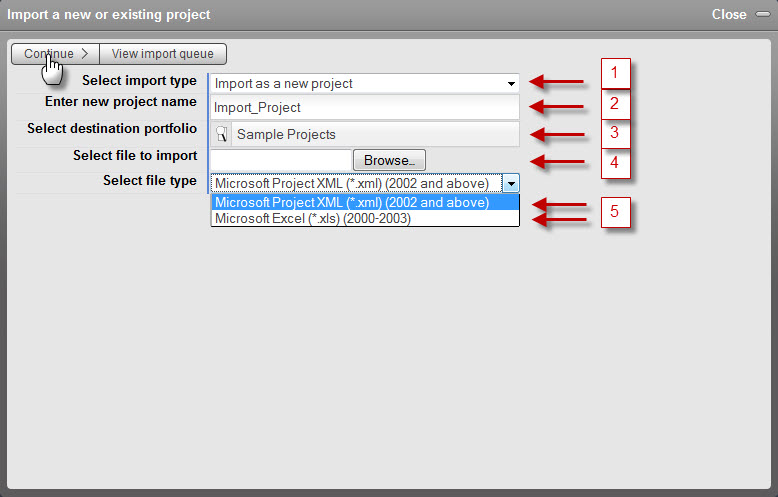 Import a new or existing project Close
Continue > View import queue
Select import type Import as a new project 1
Enter new project name Import_Project 2
Select destination portfolio Sample Projects 3
Select file to import Browse... 4
Select file type Microsoft Project XML (*.xml) (2002 and above)
Microsoft Project XML (*.xml) (2002 and above)
Microsoft Excel (*.xls) (2000-2003) 5